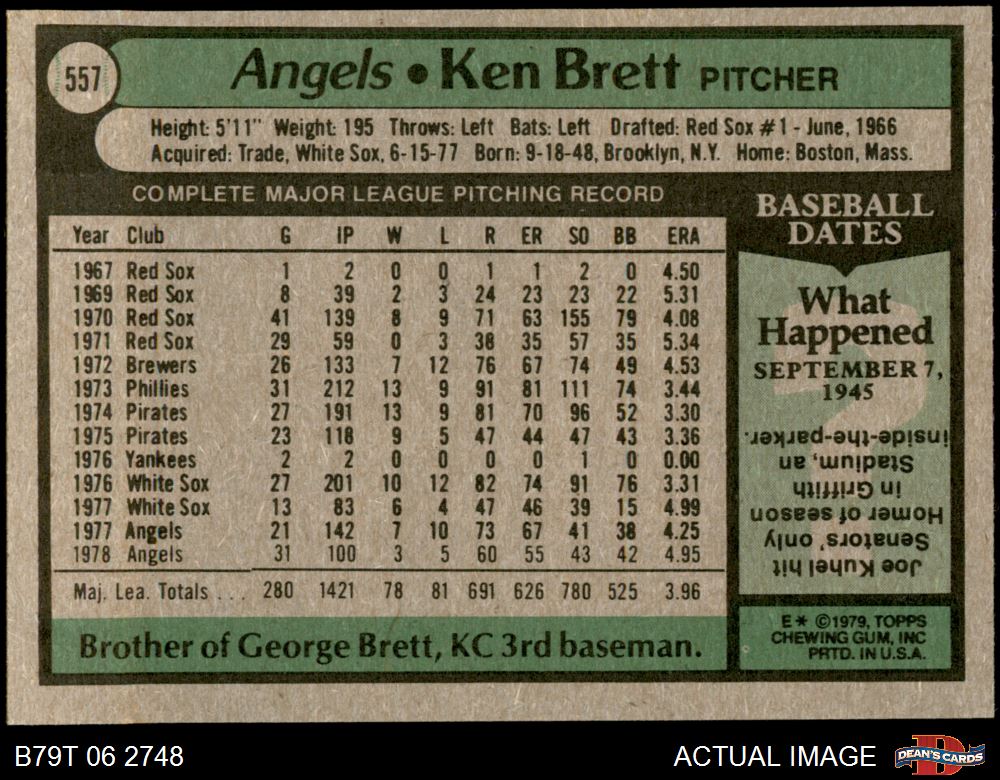 557
Angels • Ken Brett PITCHER
Height: 5'11" Weight: 195 Throws: Left Bats: Left Drafted: Red Sox #1 - June, 1966
Acquired: Trade, White Sox, 6-15-77 Born: 9-18-48, Brooklyn, N.Y. Home: Boston, Mass.
COMPLETE MAJOR LEAGUE PITCHING RECORD
Year Club G IP W L R ER SO BB ERA
1967 Red Sox 1 2 0 0 1 1 2 0 4.50
1969 Red Sox 8 39 2 3 24 23 23 22 5.31
1970 Red Sox 41 139 8 9 71 63 155 79 4.08
1971 Red Sox 29 59 0 3 38 35 57 35 5.34
1972 Brewers 26 133 7 12 76 67 74 49 4.53
1973 Phillies 31 212 13 9 91 81 111 74 3.44
1974 Pirates 27 191 13 9 81 70 96 52 3.30
1975 Pirates 23 118 9 5 47 44 47 43 3.36
1976 Yankees 2 2 0 0 0 0 1 0 0.00
1976 White Sox 27 201 10 12 82 74 91 76 3.31
1977 White Sox 13 83 6 4 47 46 39 15 4.99
1977 Angels 21 142 7 10 73 67 41 38 4.25
1978 Angels 31 100 3 5 60 55 43 42 4.95
Maj. Lea. Totals . . . 280 1421 78 81 691 626 780 525 3.96
Brother of George Brett, KC 3rd baseman.
BASEBALL
DATES
What
Happened
SEPTEMBER 7,
1945
Joe Kuhel hit
Senators' only
Homer of season
in Griffith
Stadium, an
inside-the-parker.
E* ©1979, TOPPS
CHEWING GUM, INC
PRTD. IN U.S.A.
B79T 06 2748
ACTUAL IMAGE
DEAN'S CARDS